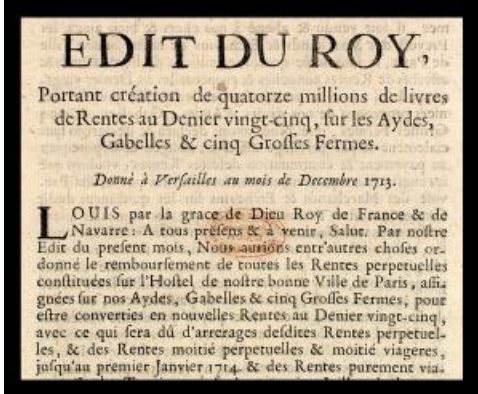 EDIT DU ROY,
Portant création de quatorze millions de livres
de Rentes au Denier vingt-cinq, sur les Aydes,
Gabelles & cinq Grosses Fermes.
Donné à Versailles au mois de Decembre 1713.
LOUIS par la grace de Dieu Roy de France & de
Navarre : A tous presens & à venir, Salut. Par nostre
Edit du present mois, Nous aurions entr'autres choses or-
donné le remboursement de toutes les Rentes perpetuelles
constituées sur l'Hostel de nostre bonne Ville de Paris, assi-
gnées sur nos Aydes, Gabelles & cinq Grosses Fermes, pour
estre converties en nouvelles Rentes au Denier vingt-cinq,
avec ce qui sera dû d'arrerages desdites Rentes perpetuel-
les, & des Rentes moitié perpetuelles & moitié viageres,
jusqu'au premier Janvier 1714. & des Rentes purement via-